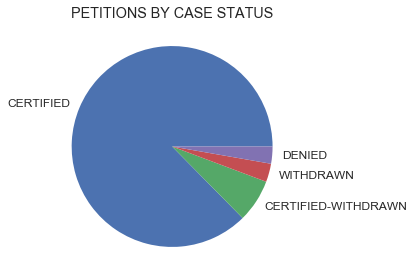 PETITIONS BY CASE STATUS
CERTIFIED
DENIED
WITHDRAWN
CERTIFIED-WITHDRAWN